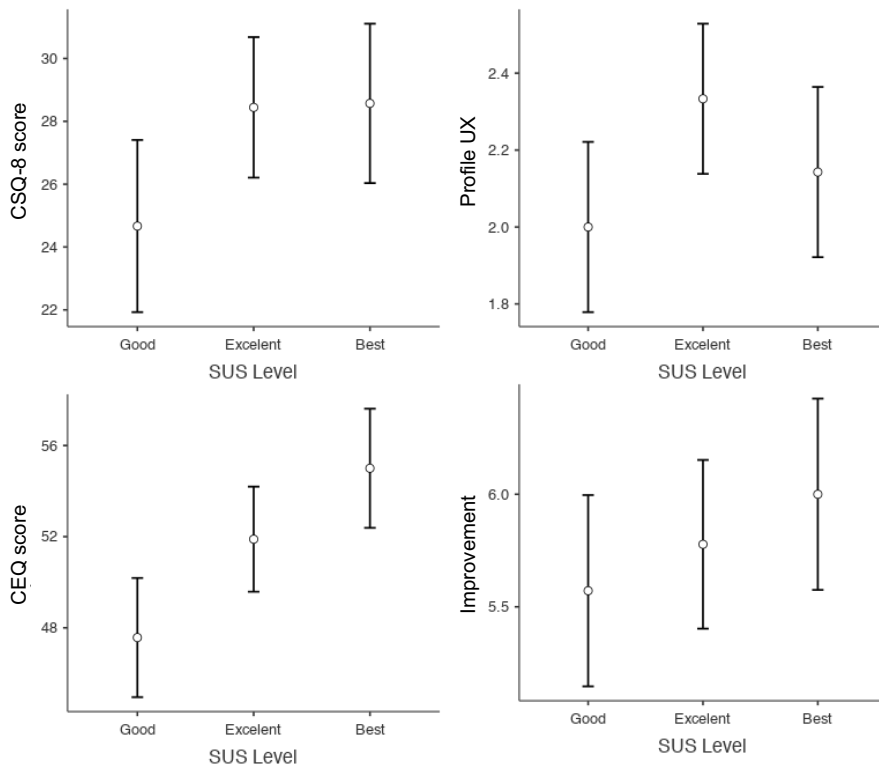 CSQ-8 score
30
28
26
24
22
Good Excelent Best
SUS Level
Profile UX
2.4
2.2
2.0
1.8
Good Excelent Best
SUS Level
CEQ score
56
52
48
Good Excelent Best
SUS Level
Improvement
6.0
5.5
Good Excelent Best
SUS Level